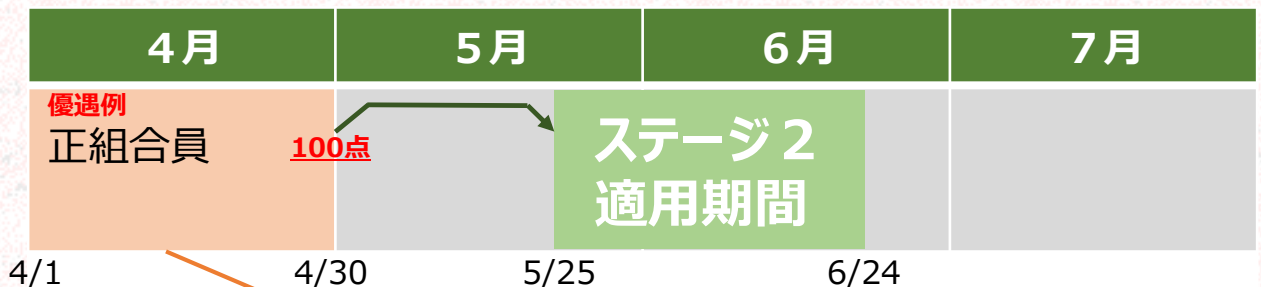 ４月 ５月 ６月 ７月
優遇例
正組合員 100点
ステージ２
適用期間
4/1 4/30 5/25 6/24